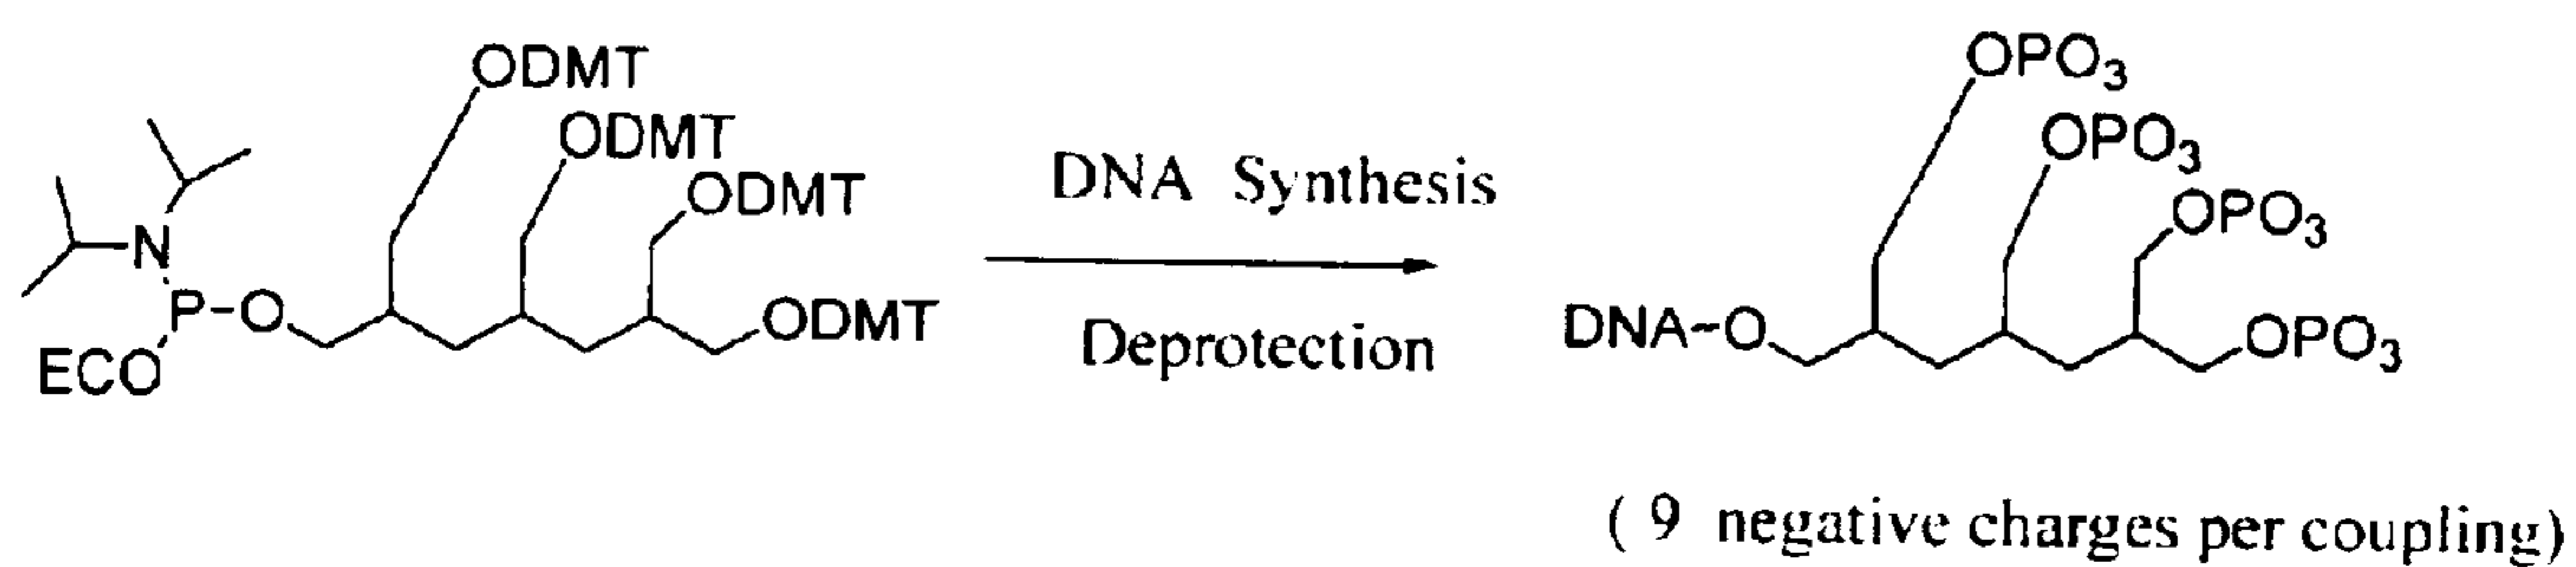 ODMT
ODMT
ODMT
N
P-O
ODMT
ECO
DNA Synthesis
Deprotection
OPO3
OPO3
OPO3
DNA~O
OPO3
( 9 negative charges per coupling)